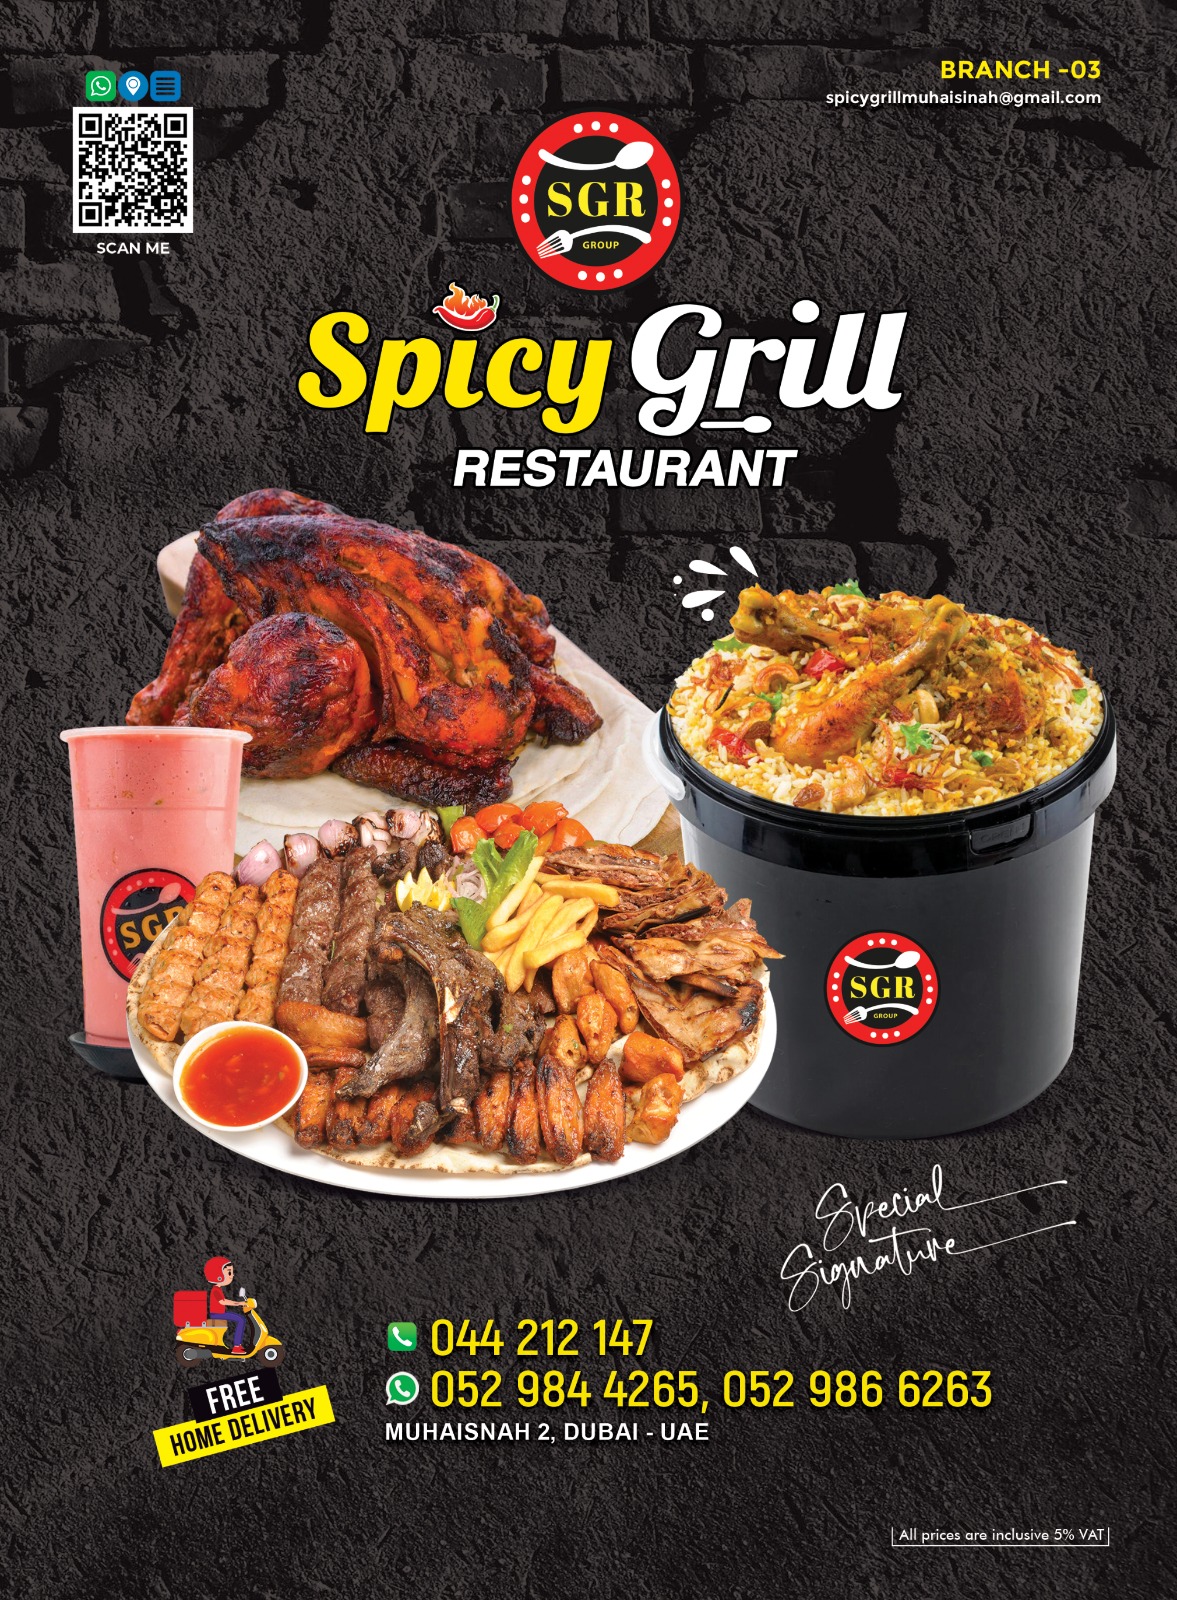 BRANCH -03
spicygrillmuhaisinah@gmail.com
SCAN ME
SGR
GROUP
Spicy Grill
RESTAURANT
SGR
SGR
GROUP
Special
Signature
FREE
HOME DELIVERY
044 212 147
052 984 4265, 052 986 6263
MUHAISNAH 2, DUBAI - UAE
All prices are inclusive 5% VAT